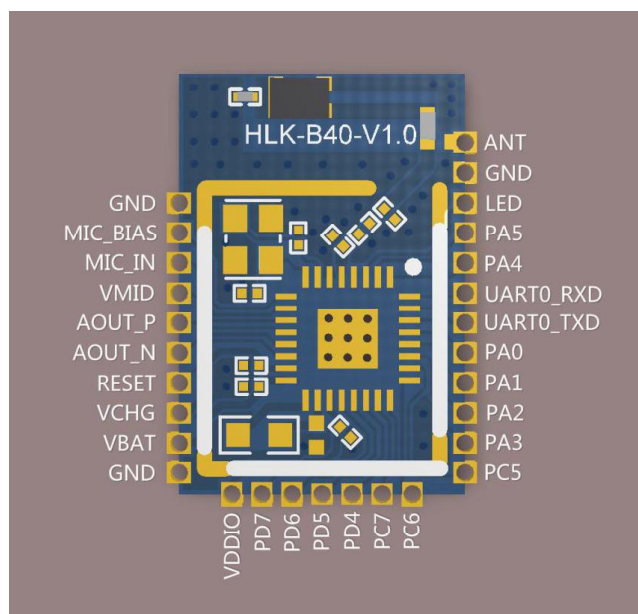 HLK-B40-V1.0
GND
MIC_BIAS
MIC_IN
VMID
AOUT_P
AOUT_N
RESET
VCHG
VBAT
GND
VDDIO
PD7
PD6
PD5
PD4
PC7
PC6
ANT
GND
LED
PA5
PA4
UART0_RXD
UART0_TXD
PA0
PA1
PA2
PA3
PC5